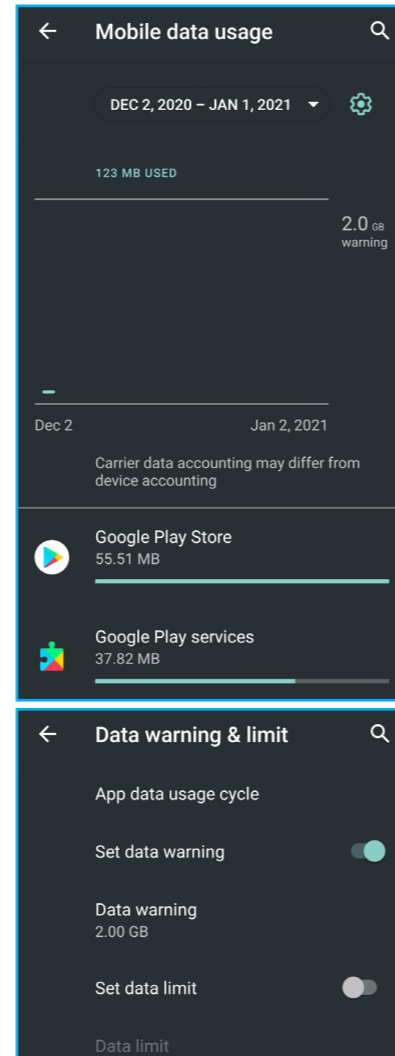 Mobile data usage
DEC 2, 2020 – JAN 1, 2021
123 MB USED
2.0 GB
warning
Dec 2
Jan 2, 2021
Carrier data accounting may differ from
device accounting
Google Play Store
55.51 MB
Google Play services
37.82 MB
Data warning & limit
App data usage cycle
Set data warning
Data warning
2.00 GB
Set data limit
Data limit